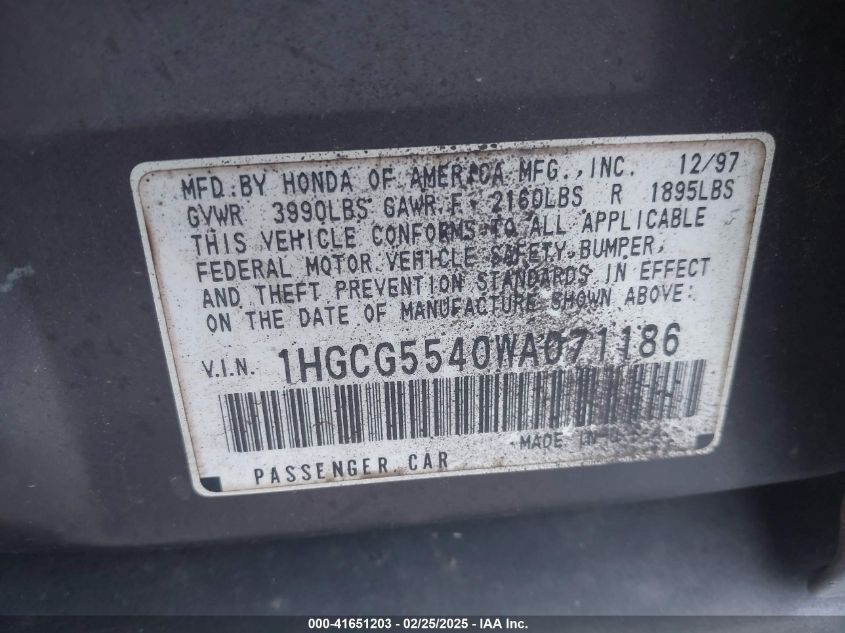 MFD. BY HONDA OF AMERICA MFG., INC. 12/97
GVWR 3990LBS GAWR F 2160LBS R 1895LBS
THIS VEHICLE CONFORMS TO ALL APPLICABLE
FEDERAL MOTOR VEHICLE SAFETY, BUMPER,
AND THEFT PREVENTION STANDARDS IN EFFECT
ON THE DATE OF MANUFACTURE SHOWN ABOVE:
V.I.N. 1HGCG5540WA071186
MADE IN
PASSENGER CAR
000-41651203 - 02/25/2025 - IAA Inc.